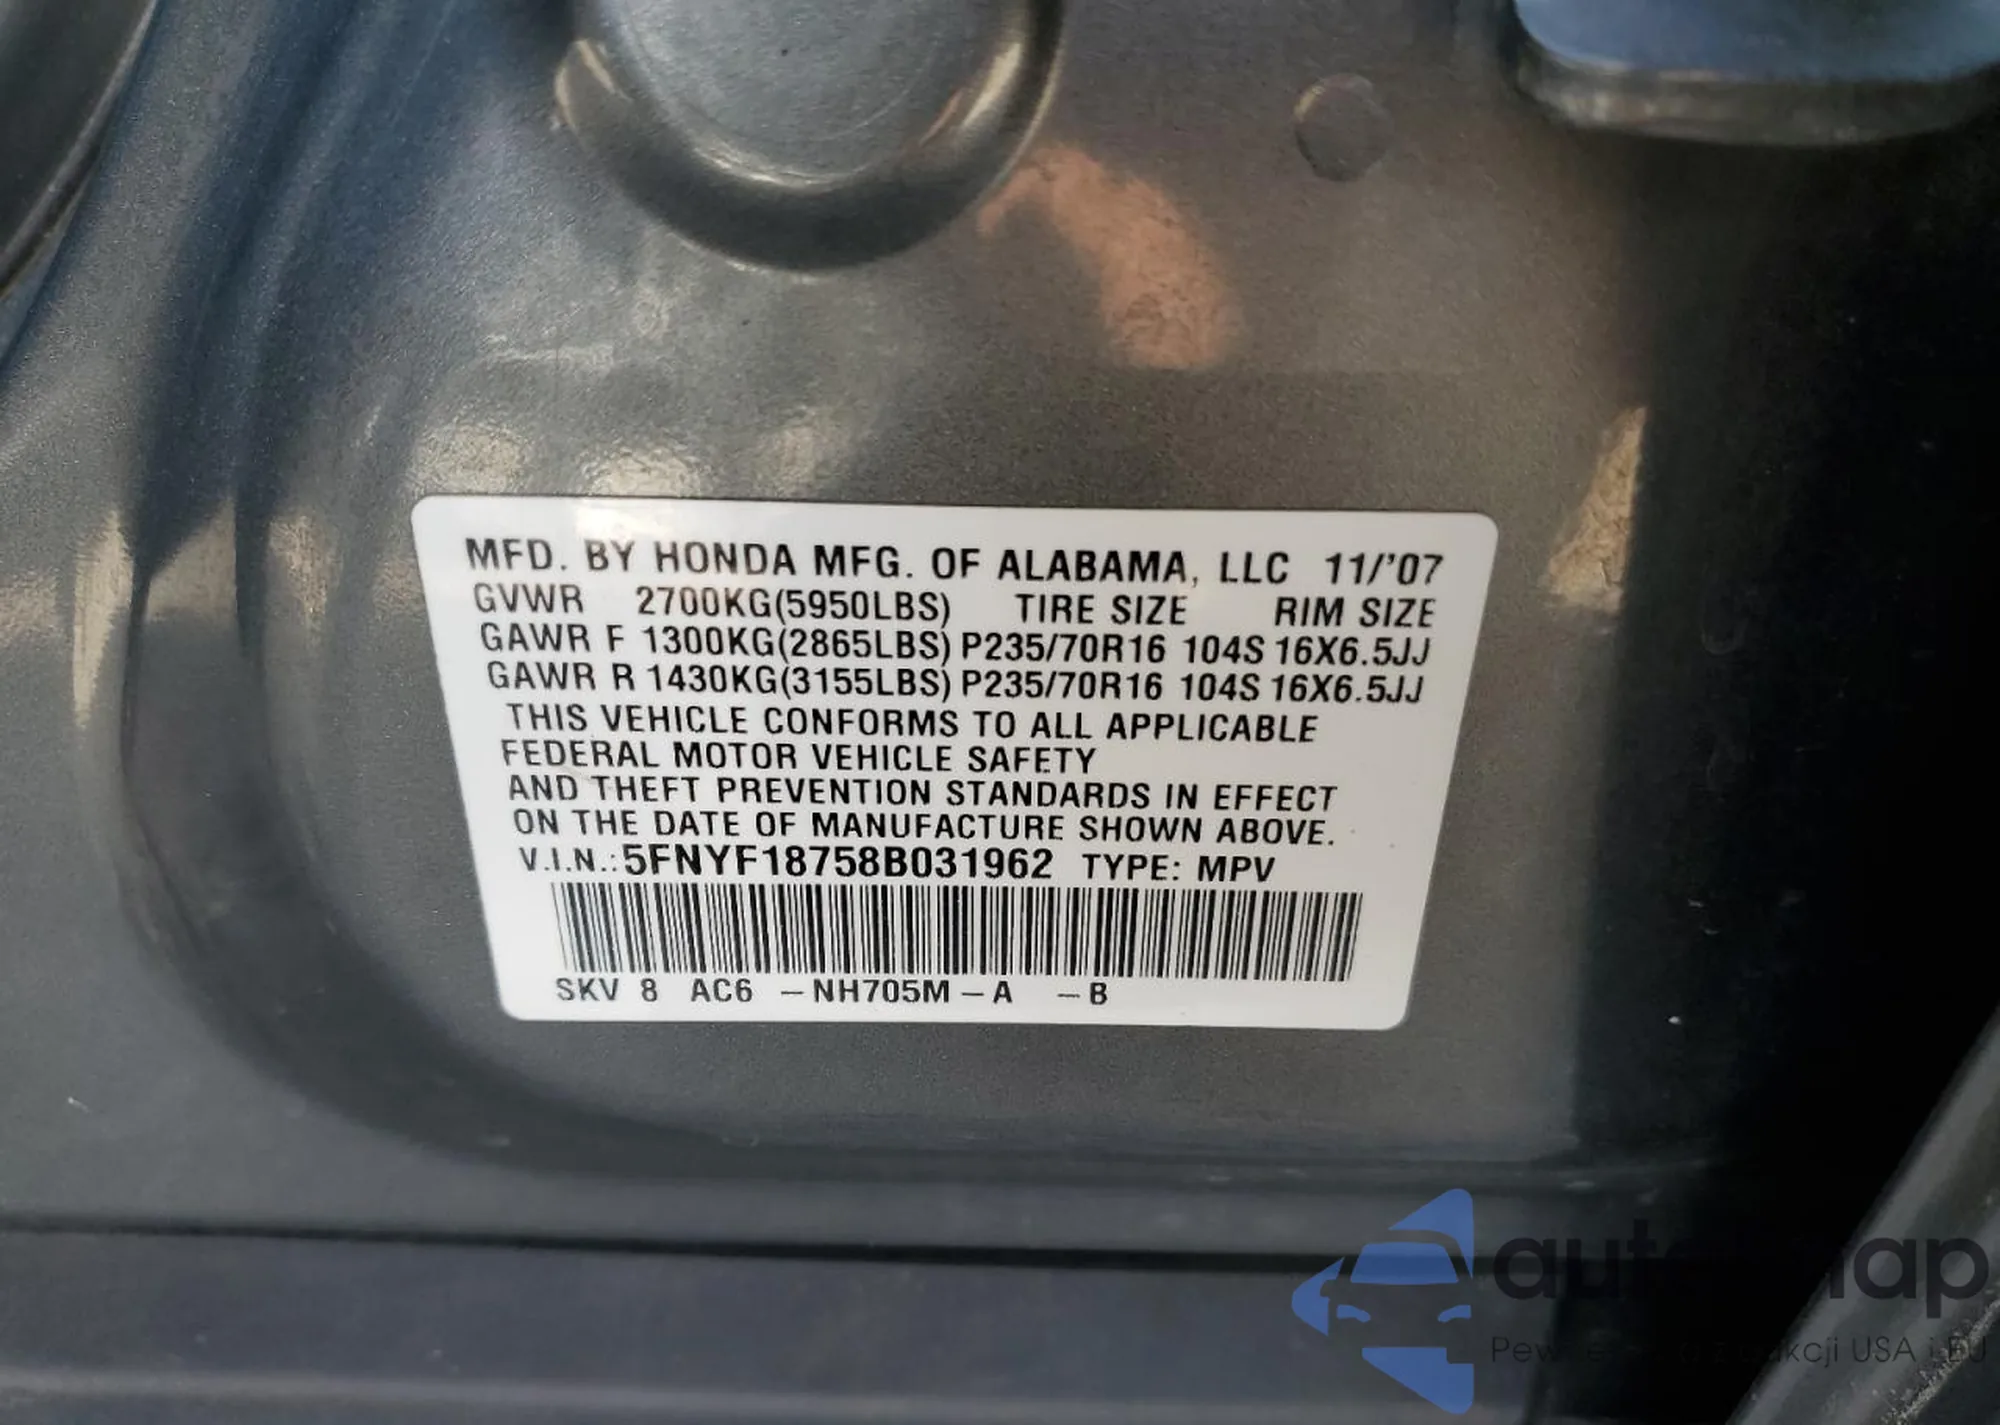 MFD. BY HONDA MFG. OF ALABAMA, LLC 11/'07
GVWR 2700KG(5950LBS) TIRE SIZE RIM SIZE
GAWR F 1300KG(2865LBS) P235/70R16 104S 16X6.5JJ
GAWR R 1430KG(3155LBS) P235/70R16 104S 16X6.5JJ
THIS VEHICLE CONFORMS TO ALL APPLICABLE
FEDERAL MOTOR VEHICLE SAFETY
AND THEFT PREVENTION STANDARDS IN EFFECT
ON THE DATE OF MANUFACTURE SHOWN ABOVE.
V.I.N.: 5FNYF18758B031962 TYPE: MPV
SKV 8 AC6 –NH705M–A –B
USA i EU